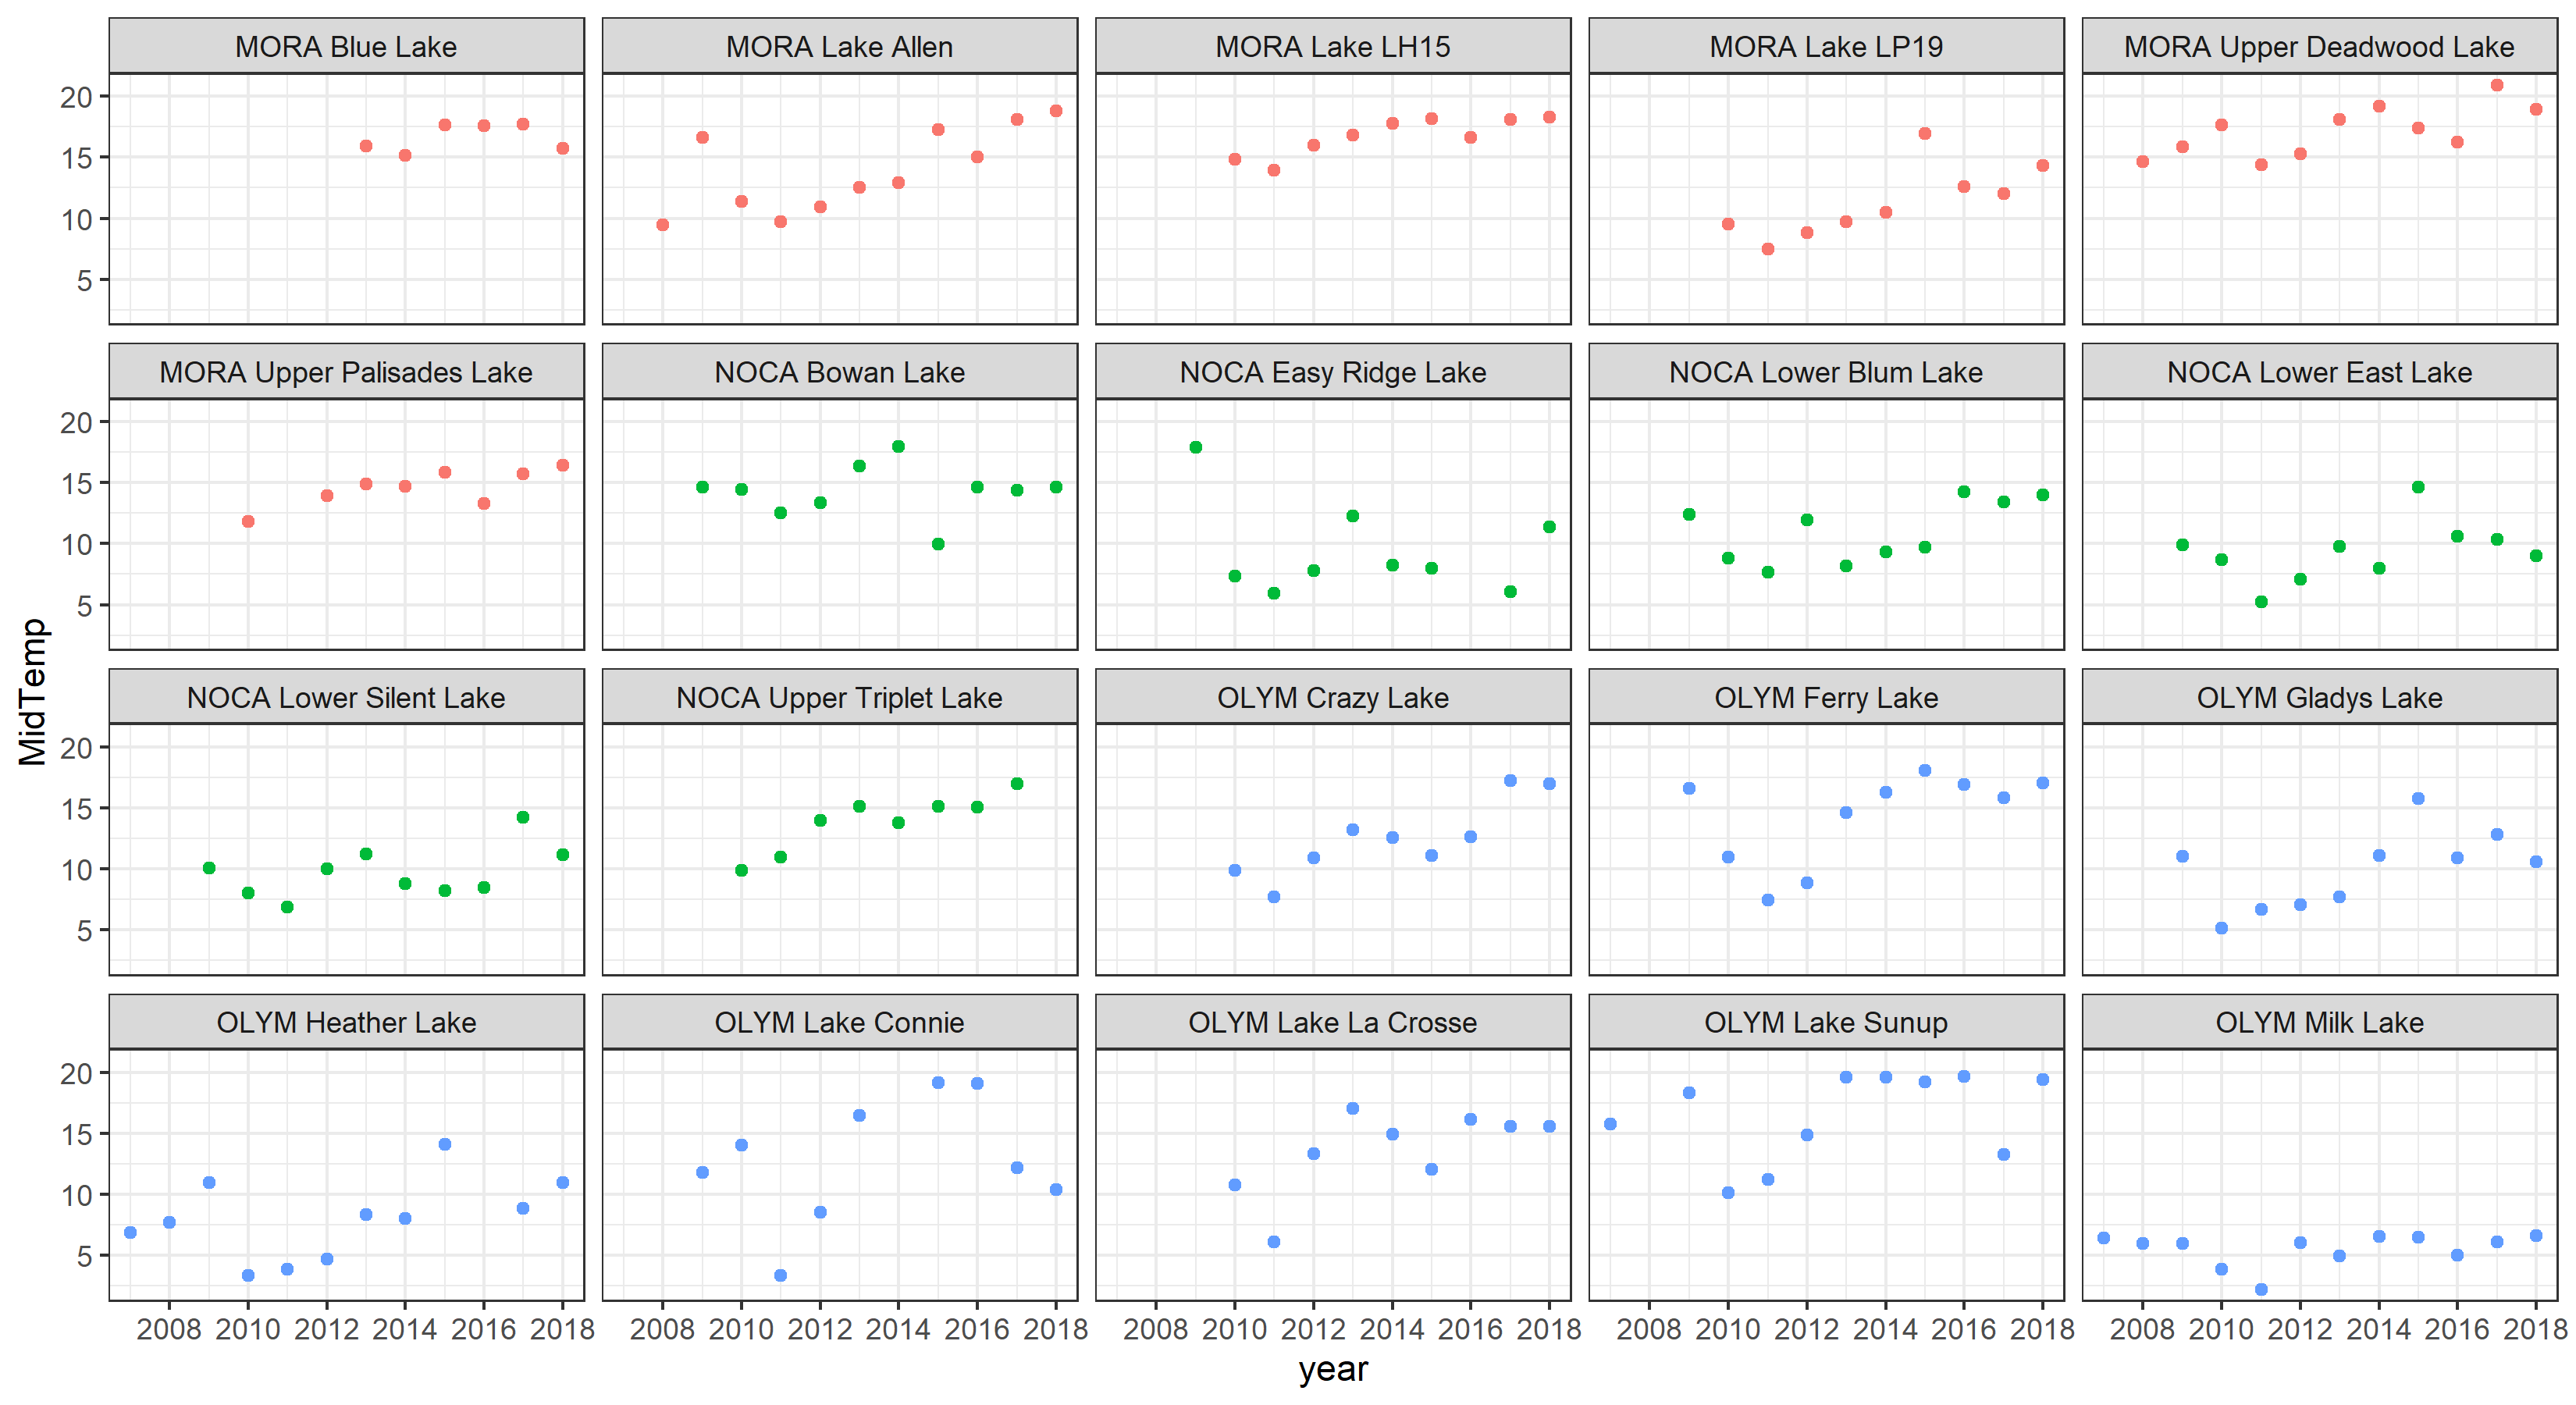 MORA Blue Lake
MORA Lake Allen
MORA Lake LH15
MORA Lake LP19
MORA Upper Deadwood Lake
20
15
10
5
MORA Upper Palisades Lake
NOCA Bowan Lake
NOCA Easy Ridge Lake
NOCA Lower Blum Lake
NOCA Lower East Lake
20
15
10
5
MidTemp
NOCA Lower Silent Lake
NOCA Upper Triplet Lake
OLYM Crazy Lake
OLYM Ferry Lake
OLYM Gladys Lake
20
15
10
5
OLYM Heather Lake
OLYM Lake Connie
OLYM Lake La Crosse
OLYM Lake Sunup
OLYM Milk Lake
20
15
10
5
2008 2010 2012 2014 2016 2018
2008 2010 2012 2014 2016 2018
2008 2010 2012 2014 2016 2018
2008 2010 2012 2014 2016 2018
2008 2010 2012 2014 2016 2018
year